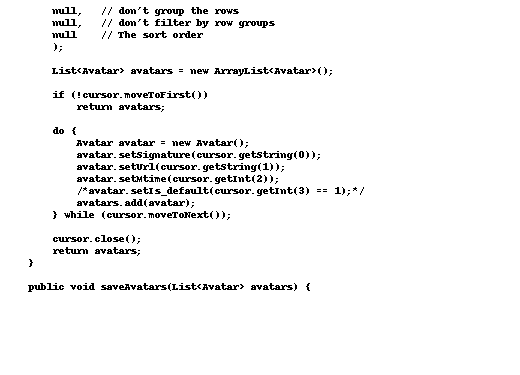 null,   // don't group the rows
null,   // don't filter by row groups
null    // The sort order
);
List<Avatar> avatars = new ArrayList<Avatar>();
if (!cursor.moveToFirst())
return avatars;
do {
Avatar avatar = new Avatar();
avatar.setSignature(cursor.getString(0));
avatar.setUrl(cursor.getString(1));
avatar.setMtime(cursor.getInt(2));
/*avatar.setIs_default(cursor.getInt(3) == 1);*/
avatars.add(avatar);
} while (cursor.moveToNext());
cursor.close();
return avatars;
}
public void saveAvatars(List<Avatar> avatars) {